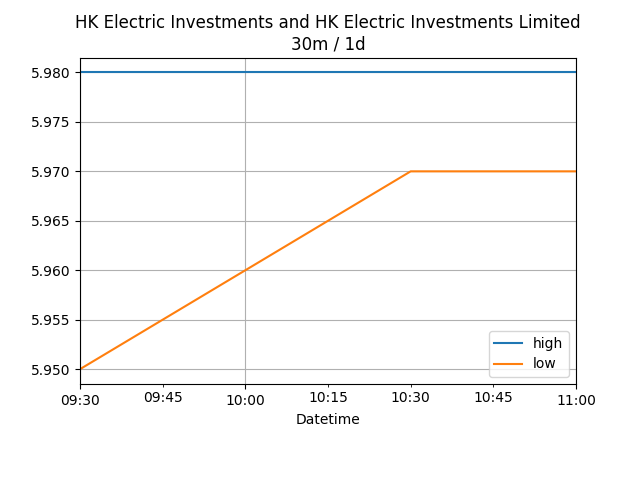 HK Electric Investments and HK Electric Investments Limited
30m / 1d
5.980
5.975
5.970
5.965
5.960
5.955
5.950
high
low
09:30 09:45 10:00 10:15 10:30 10:45 11:00
Datetime